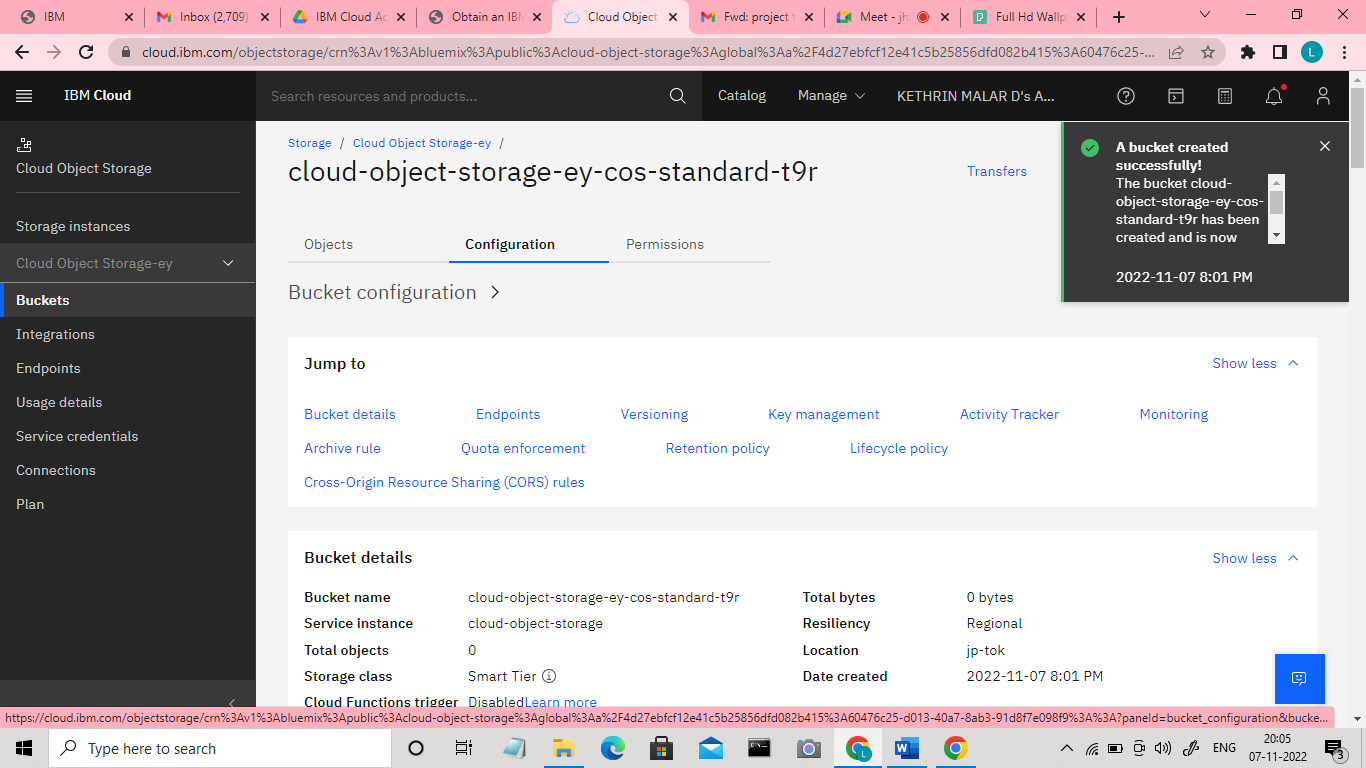 IBM
Inbox (2,709)
IBM Cloud Ac
Obtain an IBM
Cloud Object
Fwd: project t
Meet - jh
Full Hd Wallp
cloud.ibm.com/objectstorage/crn%3Av1%3Abluemix%3Apublic%3Acloud-object-storage%3Aglobal%3Aa%2F4d27ebfcf12e41c5b25856dfd082b415%3A60476c25-...
L
IBM Cloud
Search resources and products...
Catalog
Manage
KETHRIN MALAR D's A...
Cloud Object Storage
Storage instances
Cloud Object Storage-ey
Buckets
Integrations
Endpoints
Usage details
Service credentials
Connections
Plan
Storage / Cloud Object Storage-ey /
cloud-object-storage-ey-cos-standard-t9r
Transfers
A bucket created
successfully!
The bucket cloud-
object-storage-ey-cos-
standard-t9r has been
created and is now
2022-11-07 8:01 PM
Objects
Configuration
Permissions
Bucket configuration
Jump to
Show less
Bucket details
Endpoints
Versioning
Key management
Activity Tracker
Monitoring
Archive rule
Quota enforcement
Retention policy
Lifecycle policy
Cross-Origin Resource Sharing (CORS) rules
Bucket details
Show less
Bucket name cloud-object-storage-ey-cos-standard-t9r
Total bytes 0 bytes
Service instance cloud-object-storage
Resiliency Regional
Total objects 0
Location jp-tok
Storage class Smart Tier
Date created 2022-11-07 8:01 PM
Cloud Functions trigger DisabledLearn more
https://cloud.ibm.com/objectstorage/crn%3Av1%3Abluemix%3Apublic%3Acloud-object-storage%3Aglobal%3Aa%2F4d27ebfcf12e41c5b25856dfd082b415%3A60476c25-d013-40a7-8ab3-91d8f7e098f9%3A%3A?paneId=bucket_configuration&bucke...
Type here to search
L
W
ENG
20:05
07-11-2022
3